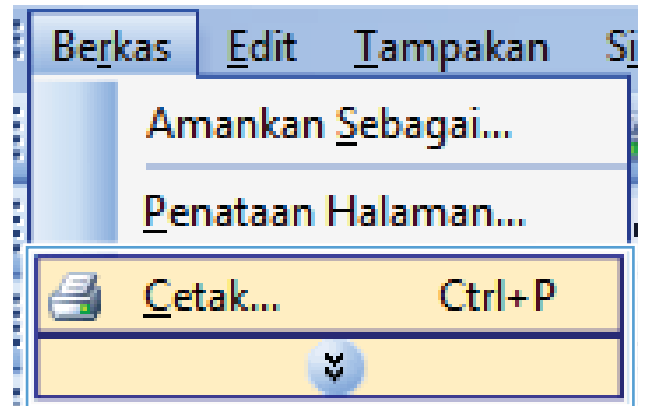 Berkas Edit Tampakan Si
Amankan Sebagai...
Penataan Halaman...
Cetak... Ctrl+P